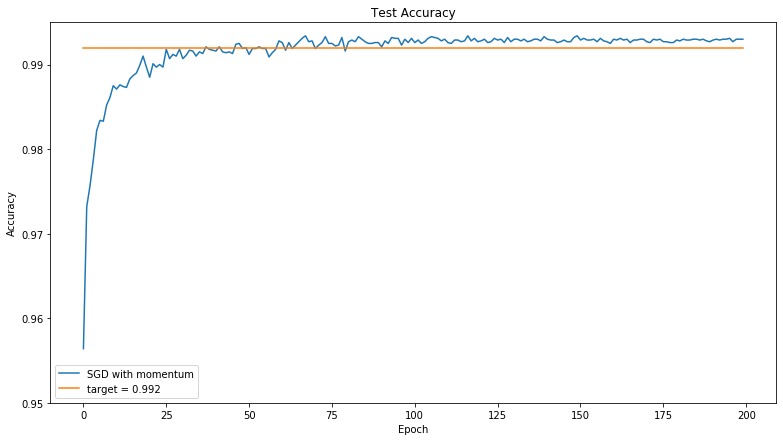 Test Accuracy
Accuracy
0.99
0.98
0.97
0.96
0.95
SGD with momentum
target = 0.992
0
25
50
75
100
125
150
175
200
Epoch